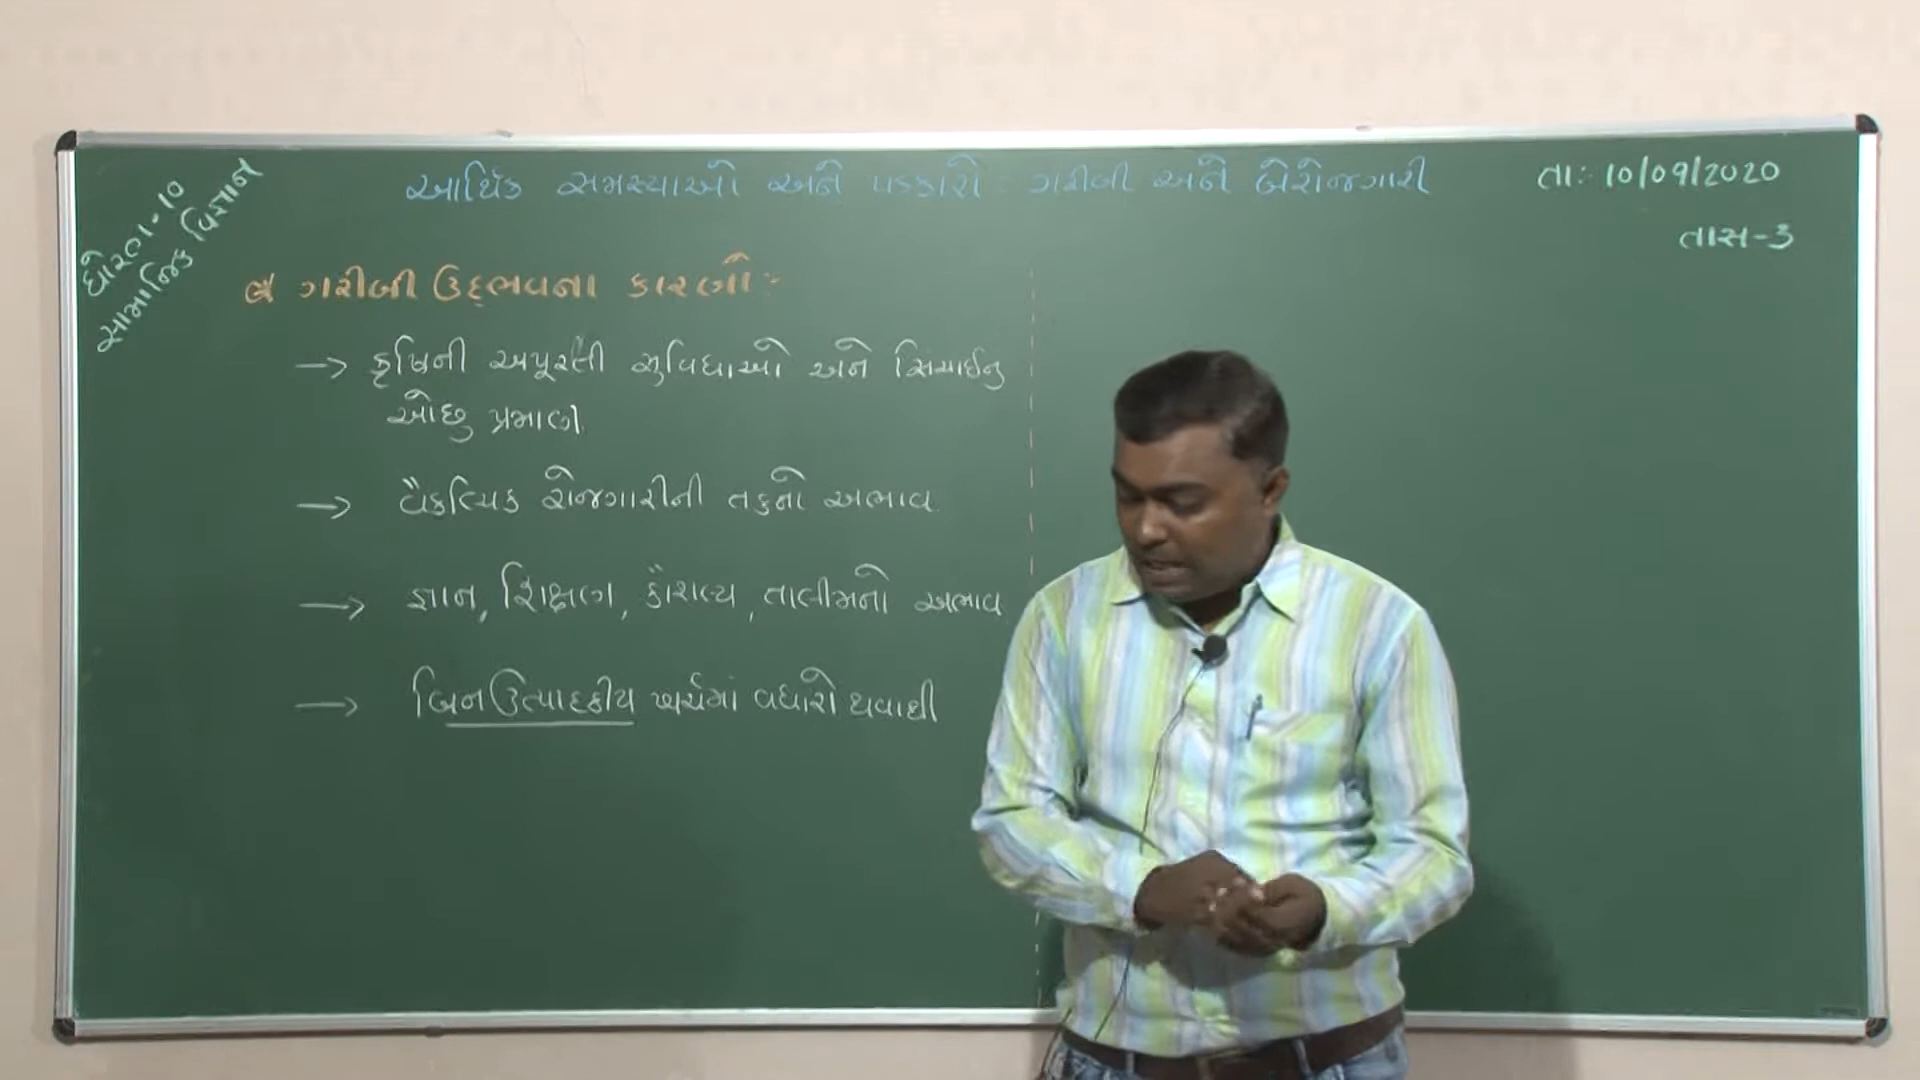 ધોરણ-10
સામાજિક વિજ્ઞાન
આર્થિક સમસ્યાઓ અને પડકારો : ગરીબી અને બેરોજગારી
તા: 10/09/2020
તાસ-3
ગરીબી ઉદ્દભવના કારણો :-
→ કૃષિની અપૂરતી સુવિધાઓ અને સિંચાઈનુ
ઓછુ પ્રમાણ.
→ વૈકલ્પિક રોજગારીની તકનો અભાવ.
→ જ્ઞાન, શિક્ષણ, કૌશલ્ય, તાલીમનો અભાવ
→ બિનઉત્પાદકીય ખર્ચમાં વધારો થવાથી